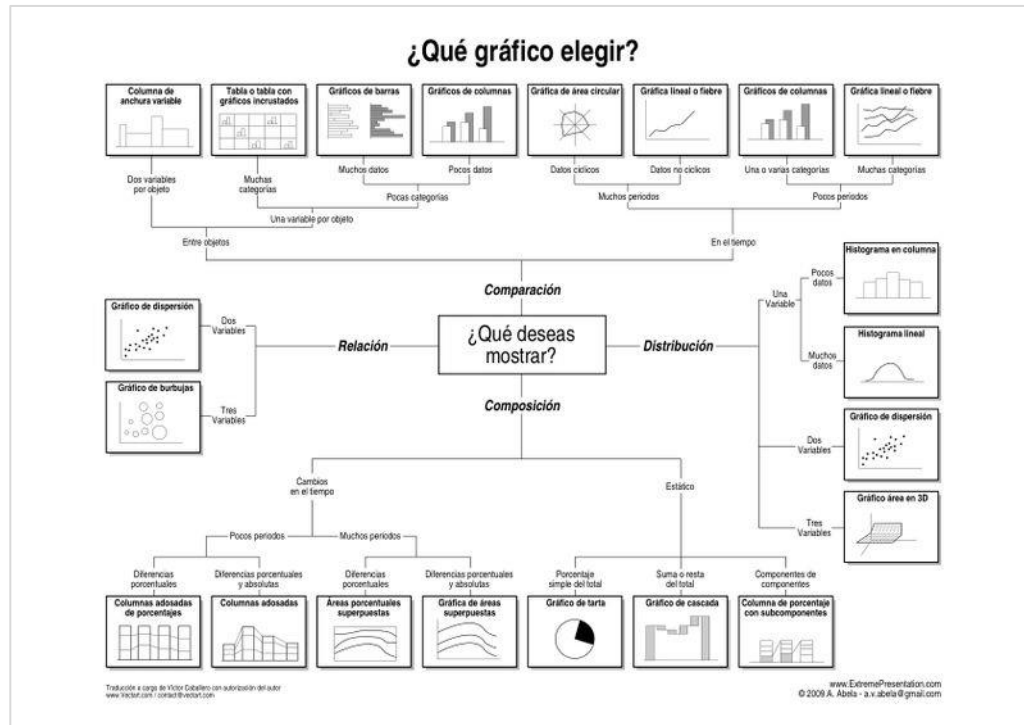 ¿Qué gráfico elegir?
Columna de
anchura variable
Tabla o tabla con
gráficos incrustados
Gráficos de barras
Gráficos de columnas
Gráfica de área circular
Gráfica lineal o fiebre
Gráficos de columnas
Gráfica lineal o fiebre
Dos variables
por objeto
Muchas
categorías
Muchos datos
Pocos datos
Datos cíclicos
Datos no cíclicos
Una o varias categorías
Muchas categorías
Pocas categorías
Muchos periodos
Pocos periodos
Una variable por objeto
Entre objetos
En el tiempo
Comparación
¿Qué deseas
mostrar?
Relación
Distribución
Composición
Gráfico de dispersión
Dos
Variables
Gráfico de burbujas
Tres
Variables
Una
Variable
Pocos
datos
Histograma en columna
Muchos
datos
Histograma lineal
Dos
Variables
Gráfico de dispersión
Tres
Variables
Gráfico área en 3D
Cambios
en el tiempo
Estático
Pocos periodos
Muchos periodos
Diferencias
porcentuales
Diferencias porcentuales
y absolutas
Diferencias
porcentuales
Diferencias porcentuales
y absolutas
Porcentaje
simple del total
Suma o resta
del total
Componentes de
componentes
Columnas adosadas
de porcentajes
Columnas adosadas
Áreas porcentuales
superpuestas
Gráfica de áreas
superpuestas
Gráfico de tarta
Gráfico de cascada
Columna de porcentaje
con subcomponentes
Traducción a cargo de Víctor Caballero con autorización del autor
www.Vectart.com / contact@vectart.com
www.ExtremePresentation.com
© 2009 A. Abela - a.v.abela@gmail.com